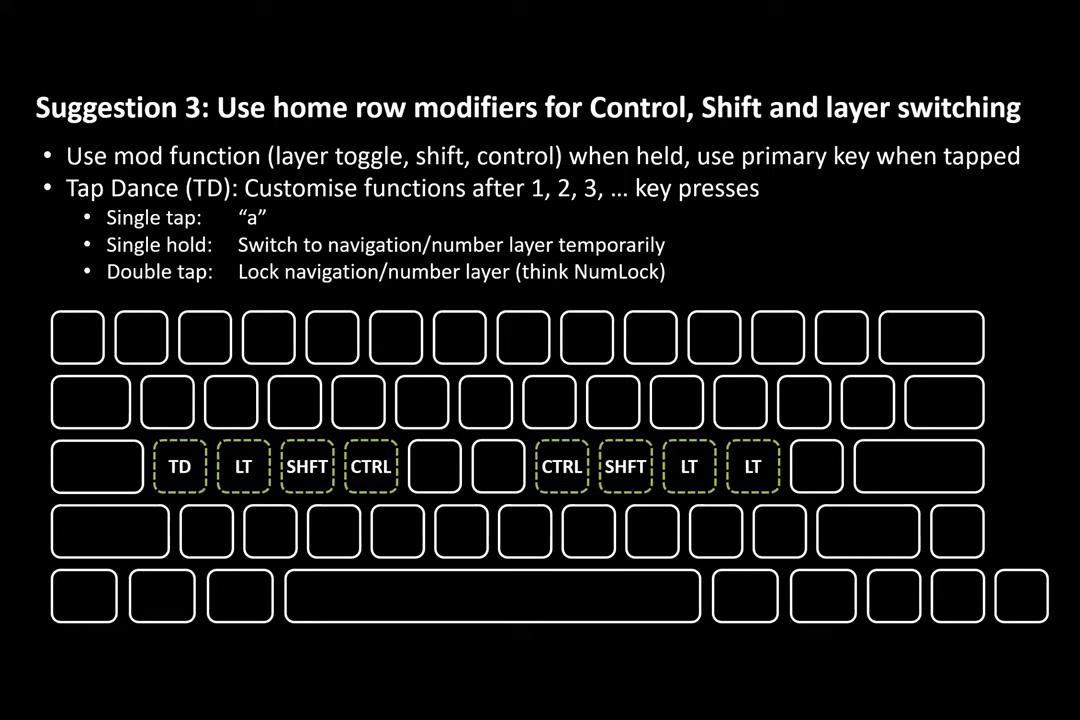 Suggestion 3: Use home row modifiers for Control, Shift and layer switching
• Use mod function (layer toggle, shift, control) when held, use primary key when tapped
• Tap Dance (TD): Customise functions after 1, 2, 3, … key presses
• Single tap: “a”
• Single hold: Switch to navigation/number layer temporarily
• Double tap: Lock navigation/number layer (think NumLock)
TD LT SHFT CTRL CTRL SHFT LT LT